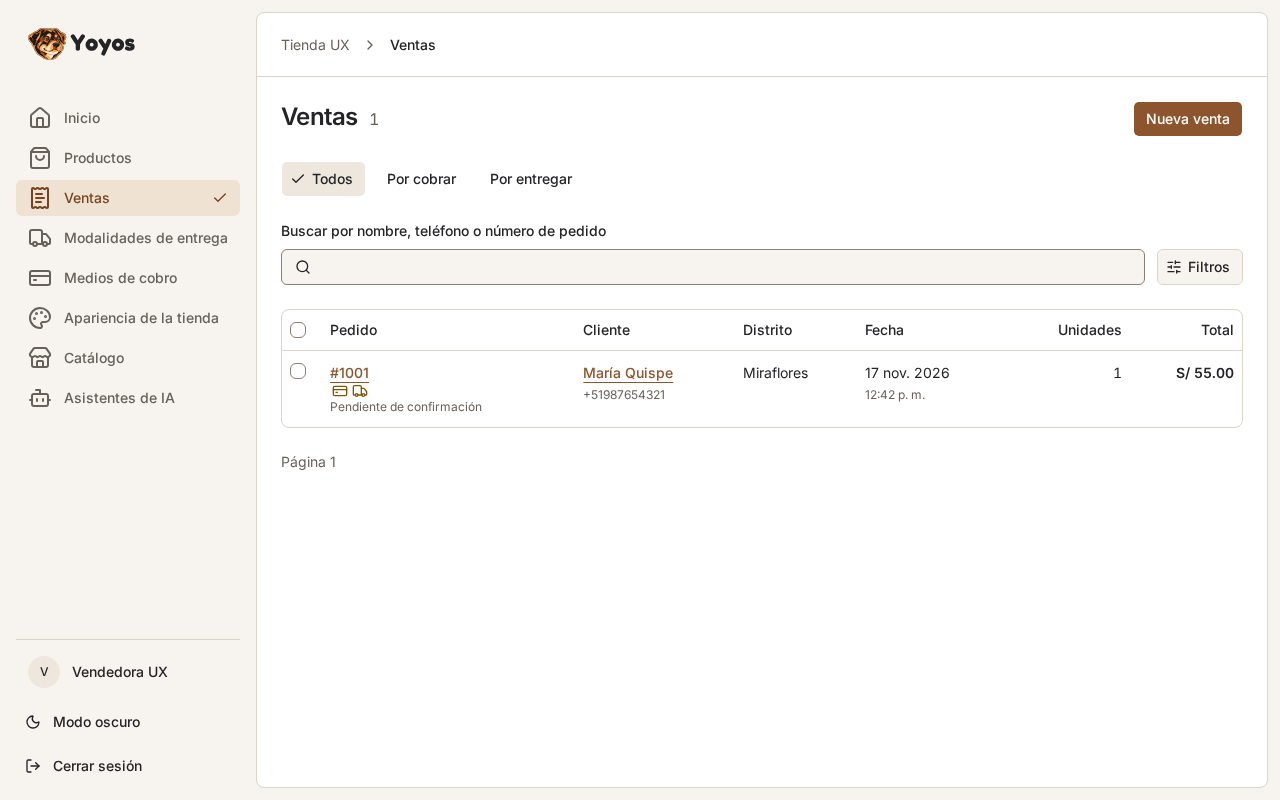 Yoyos
Inicio
Productos
Ventas
Modalidades de entrega
Medios de cobro
Apariencia de la tienda
Catálogo
Asistentes de IA
V
Vendedora UX
Modo oscuro
Cerrar sesión
Tienda UX > Ventas
Ventas 1
Nueva venta
Todos Por cobrar Por entregar
Buscar por nombre, teléfono o número de pedido
Filtros
Pedido Cliente Distrito Fecha Unidades Total
#1001 María Quispe Miraflores 17 nov. 2026 1 S/ 55.00
+51987654321 12:42 p. m.
Pendiente de confirmación
Página 1